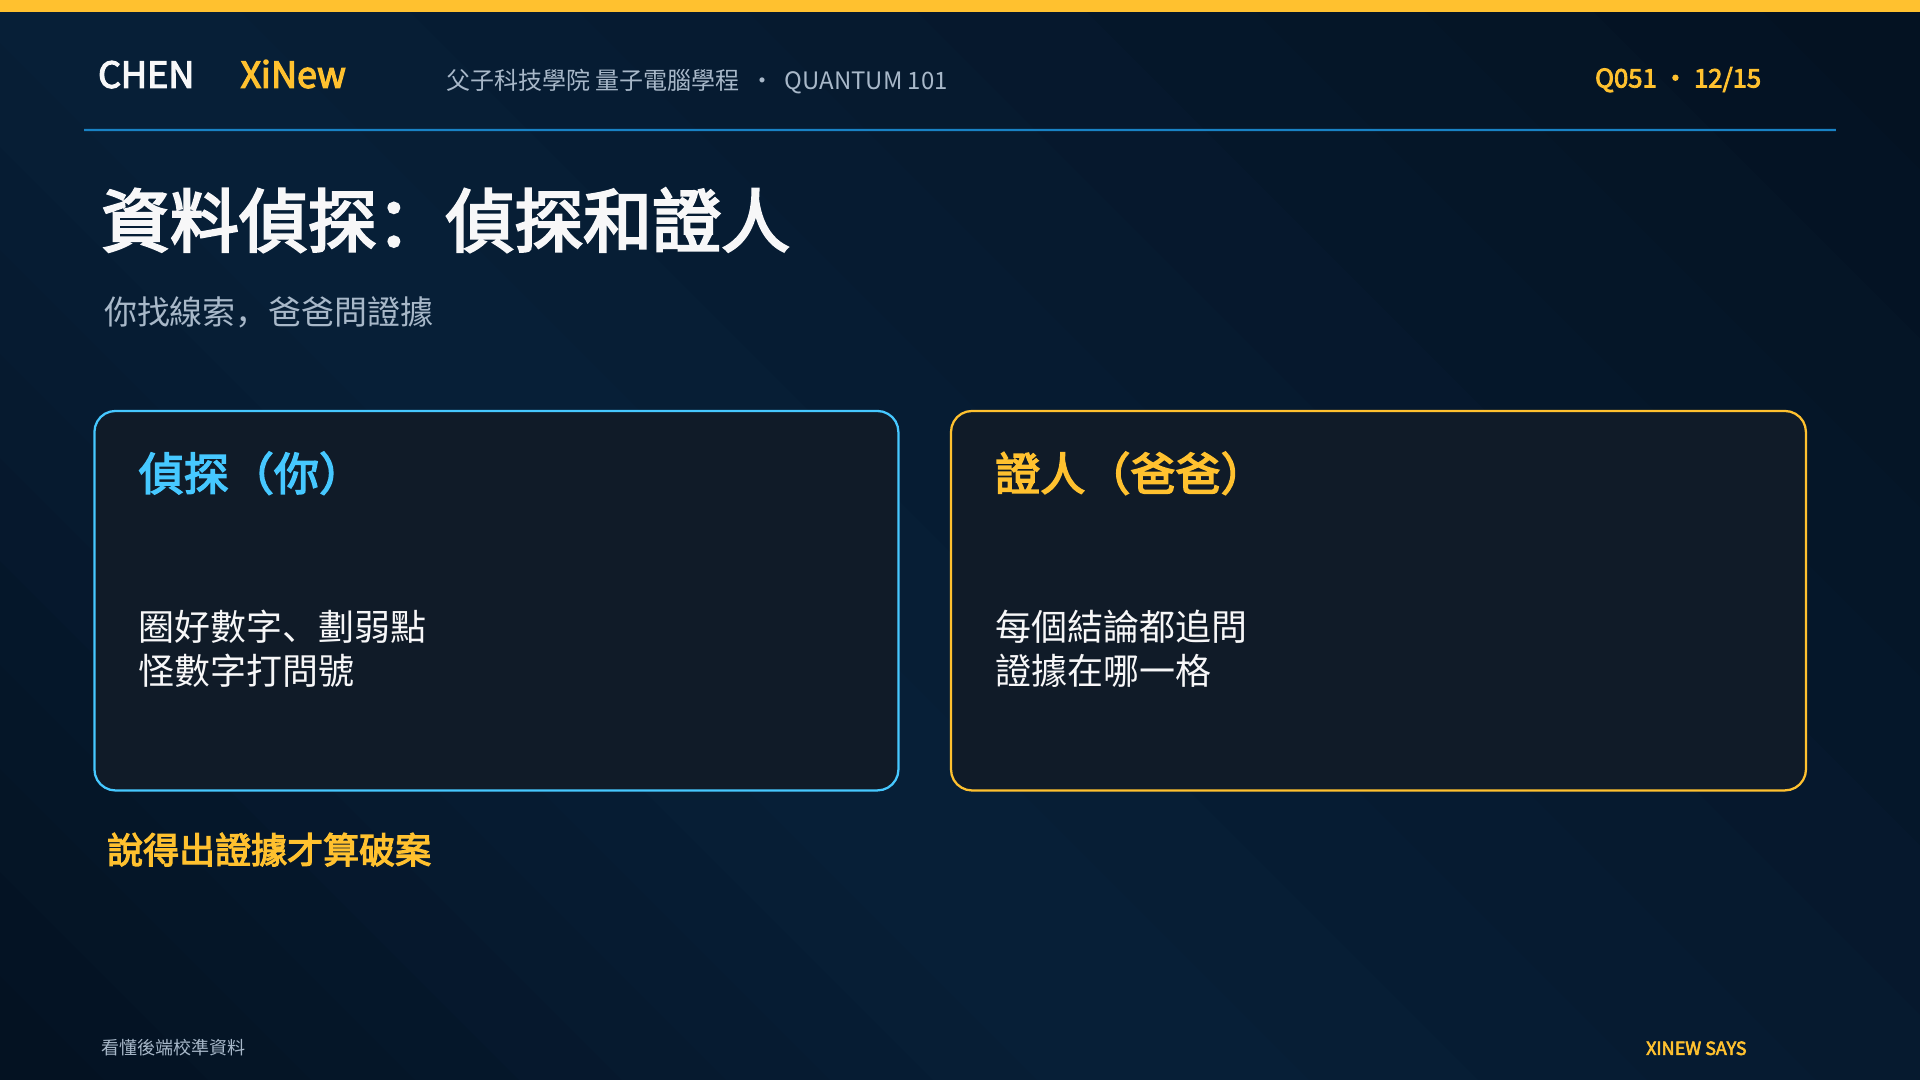 CHEN XiNew 父子科技學院 量子電腦學程 · QUANTUM 101 Q051 · 12/15
資料偵探：偵探和證人
你找線索，爸爸問證據
偵探（你）
圈好數字、劃弱點
怪數字打問號
證人（爸爸）
每個結論都追問
證據在哪一格
說得出證據才算破案
看懂後端校準資料
XINEW SAYS